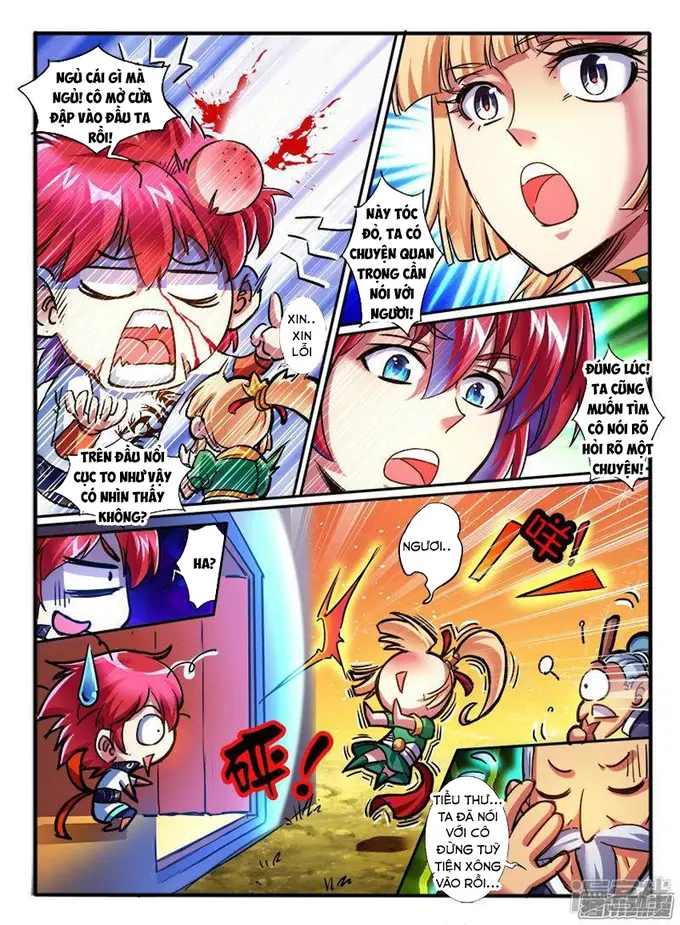 NGỦ CÁI GÌ MÀ
NGỦ! CÔ MỞ CỬA
ĐẬP VÀO ĐẦU TA
RỒI!
NÀY TÓC
ĐỎ, TA CÓ
CHUYỆN QUAN
TRỌNG CẦN
NÓI VỚI
NGƯƠI!
XIN..
XIN
LỖI
TRÊN ĐẦU NỔI
CỤC TO NHƯ VẬY
CÓ NHÌN THẤY
KHÔNG?
ĐÚNG LÚC!
TA CŨNG
MUỐN TÌM
CÔ NÓI RÕ
HỎI RÕ MỘT
CHUYỆN!
HA?
NGƯƠI..
砰!
TIỂU THƯ...
TA ĐÃ NÓI
VỚI CÔ
ĐỪNG TUỲ
TIỆN XÔNG
VÀO RỒI...